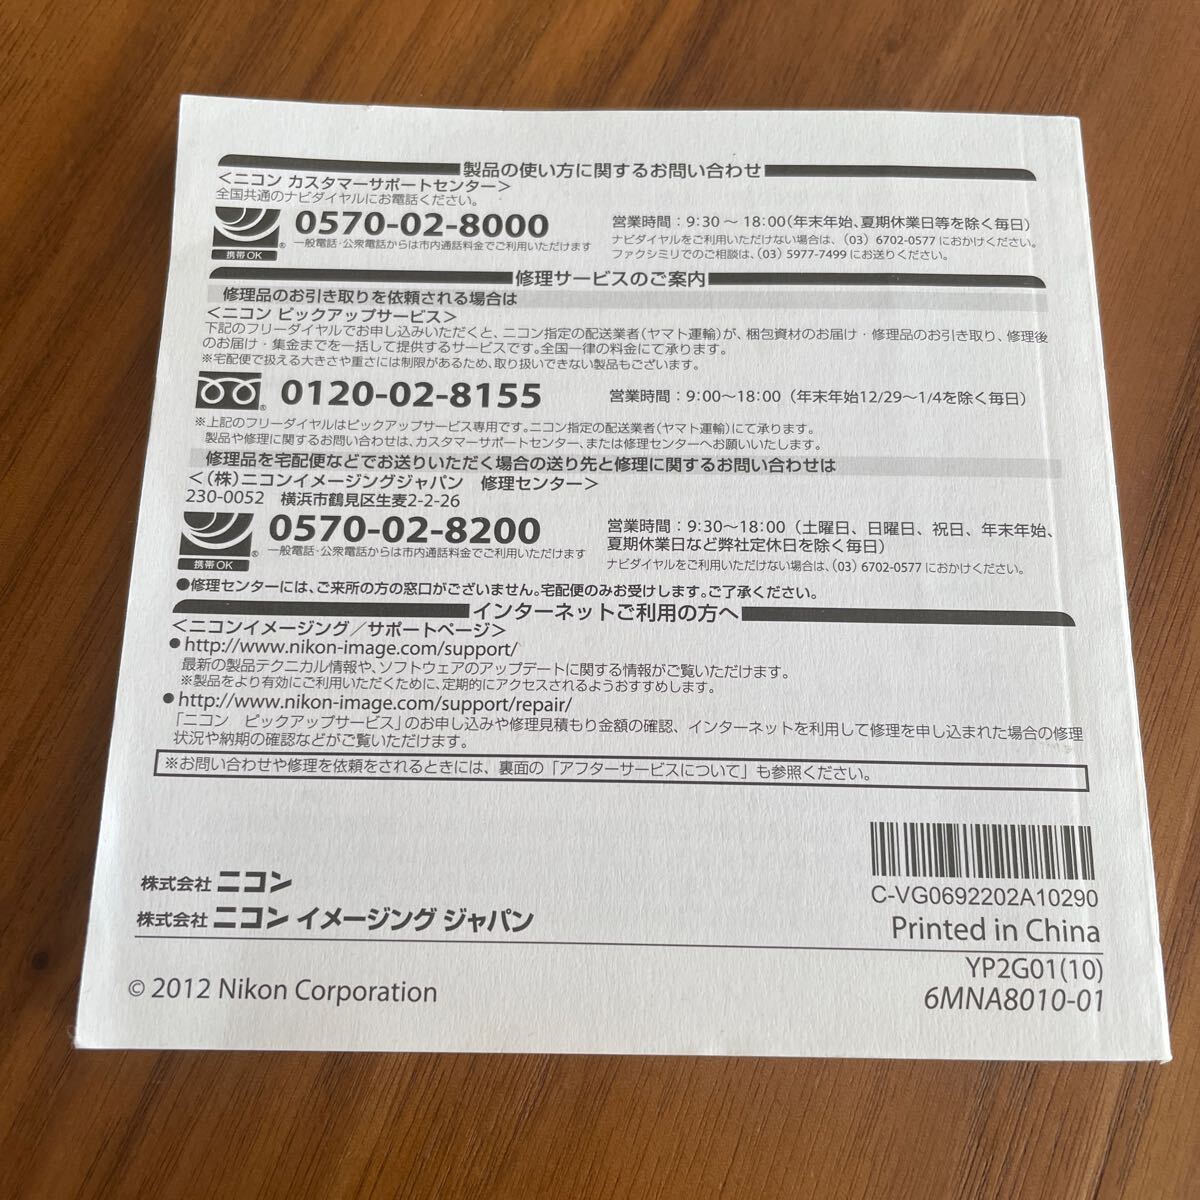 製品の使い方に関するお問い合わせ
<ニコン カスタマーサポートセンター>
全国共通のナビダイヤルにお電話ください。
0570-02-8000
営業時間：9:30～18:00(年末年始、夏期休業日等を除く毎日)
一般電話・公衆電話からは市内通話料金でご利用いただけます
ナビダイヤルをご利用いただけない場合は、(03) 6702-0577 におかけください。
ファクシミリでのご相談は、(03) 5977-7499 にお送りください。
携帯OK
修理サービスのご案内
修理品のお引き取りを依頼される場合は
<ニコン ピックアップサービス>
下記のフリーダイヤルでお申し込みいただくと、ニコン指定の配送業者(ヤマト運輸)が、梱包資材のお届け・修理品のお引き取り、修理後
のお届け・集金までを一括して提供するサービスです。全国一律の料金にて承ります。
※宅配便で扱える大きさや重さには制限があるため、取り扱いできない製品もございます。
0120-02-8155
営業時間：9:00～18:00（年末年始12/29～1/4を除く毎日）
※上記のフリーダイヤルはピックアップサービス専用です。ニコン指定の配送業者(ヤマト運輸)にて承ります。
製品や修理に関するお問い合わせは、カスタマーサポートセンター、または修理センターへお願いいたします。
修理品を宅配便などでお送りいただく場合の送り先と修理に関するお問い合わせは
<(株)ニコンイメージングジャパン 修理センター>
230-0052 横浜市鶴見区生麦2-2-26
0570-02-8200
営業時間：9:30～18:00（土曜日、日曜日、祝日、年末年始、
夏期休業日など弊社定休日を除く毎日）
一般電話・公衆電話からは市内通話料金でご利用いただけます
ナビダイヤルをご利用いただけない場合は、(03) 6702-0577 におかけください。
携帯OK
●修理センターには、ご来所の方の窓口がございません。宅配便のみお受けします。ご了承ください。
インターネットご利用の方へ
<ニコンイメージング／サポートページ>
●http://www.nikon-image.com/support/
最新の製品テクニカル情報や、ソフトウェアのアップデートに関する情報がご覧いただけます。
※製品をより有効にご利用いただくために、定期的にアクセスされるようおすすめします。
●http://www.nikon-image.com/support/repair/
「ニコン ピックアップサービス」のお申し込みや修理見積もり金額の確認、インターネットを利用して修理を申し込まれた場合の修理
状況や納期の確認などがご覧いただけます。
※お問い合わせや修理を依頼をされるときには、裏面の「アフターサービスについて」も参照ください。
C-VG0692202A10290
株式会社 ニコン
株式会社 ニコン イメージング ジャパン
Printed in China
YP2G01(10)
6MNA8010-01
© 2012 Nikon Corporation